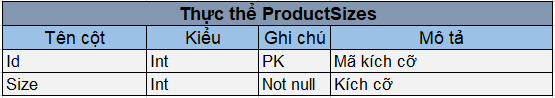 Thực thể ProductSizes
Tên cột Kiểu Ghi chú Mô tả
Id Int PK Mã kích cỡ
Size Int Not null Kích cỡ